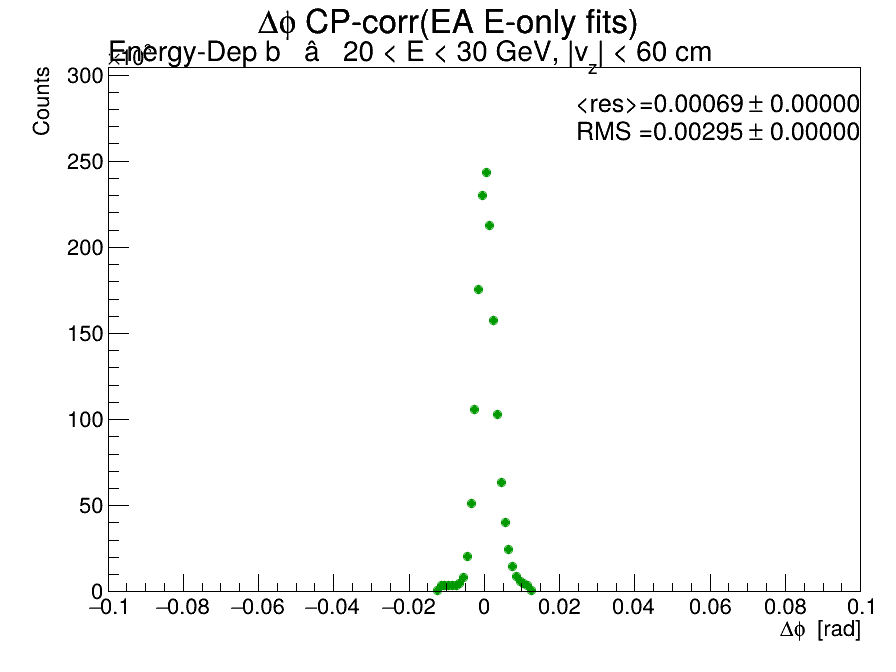 Δϕ CP-corr(EA E-only fits)
Energy-Dep b â 20 < E < 30 GeV, |v_z| < 60 cm
<res>=0.00069 ± 0.00000
RMS =0.00295 ± 0.00000
Counts
300
250
200
150
100
50
0
−0.1 −0.08 −0.06 −0.04 −0.02 0 0.02 0.04 0.06 0.08 0.1
Δϕ [rad]